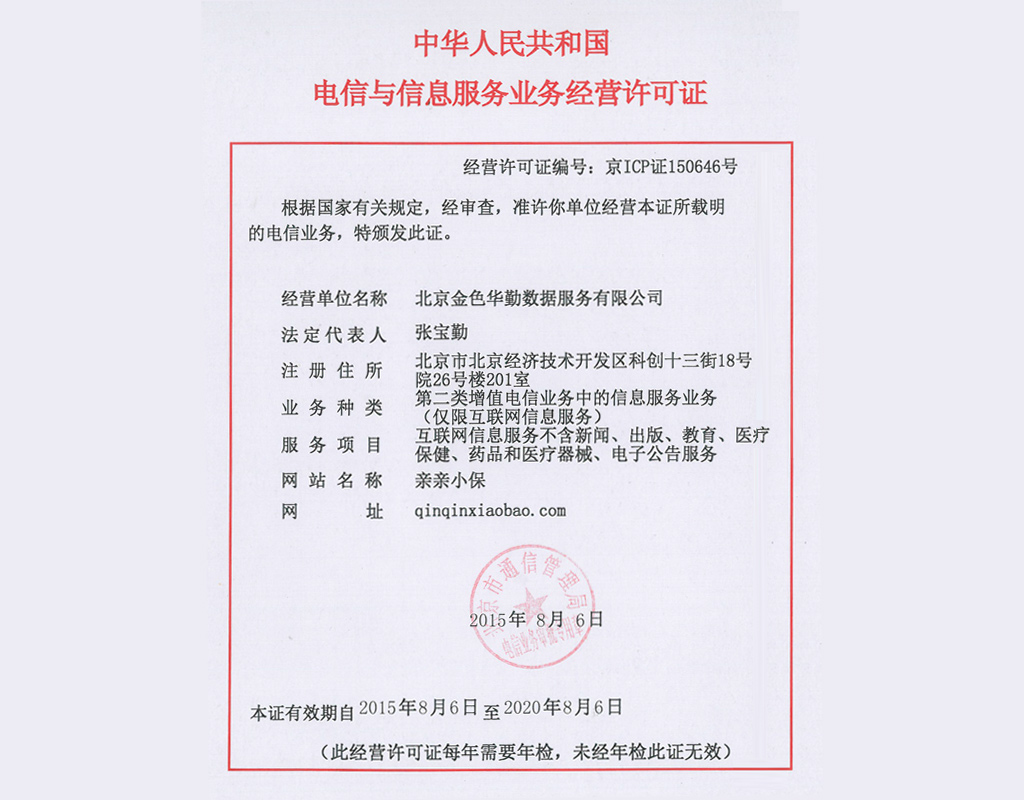 中华人民共和国
电信与信息服务业务经营许可证
经营许可证编号：京ICP证150646号
根据国家有关规定，经审查，准许你单位经营本证所载明
的电信业务，特颁发此证。
经营单位名称 北京金色华勤数据服务有限公司
法定代表人 张宝勤
注册住所 北京市北京经济技术开发区科创十三街18号
院26号楼201室
业务种类 第二类增值电信业务中的信息服务业务
（仅限互联网信息服务）
服务项目 互联网信息服务不含新闻、出版、教育、医疗
保健、药品和医疗器械、电子公告服务
网站名称 亲亲小保
网址 qinqinxiaobao.com
北京市通信管理局
2015年 8月 6日
电信业务审批专用章
本证有效期自2015年8月6日至2020年8月6日
（此经营许可证每年需要年检，未经年检此证无效）